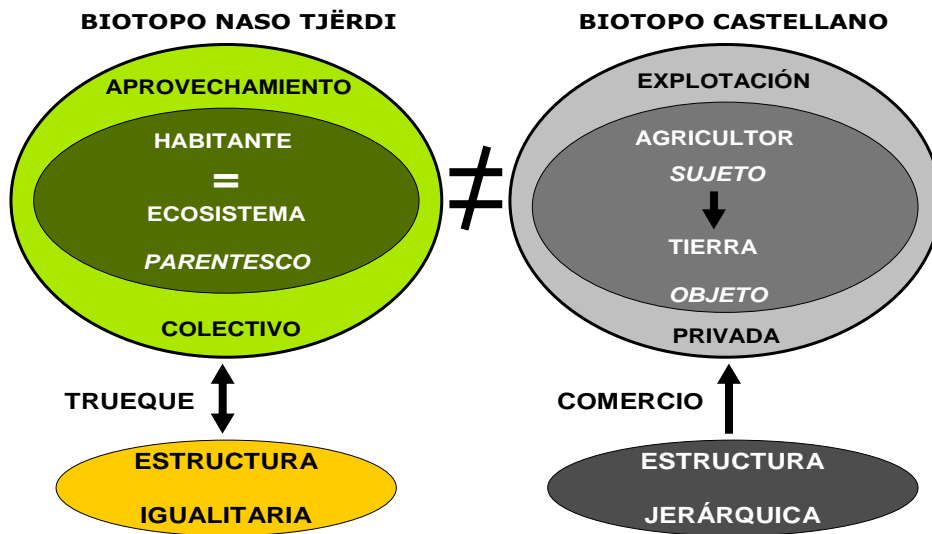 BIOTOPO NASO TJËRDI
APROVECHAMIENTO
HABITANTE
=
ECOSISTEMA
PARENTESCO
COLECTIVO
TRUEQUE
ESTRUCTURA
IGUALITARIA
≠
BIOTOPO CASTELLANO
EXPLOTACIÓN
AGRICULTOR
SUJETO
TIERRA
OBJETO
PRIVADA
COMERCIO
ESTRUCTURA
JERÁRQUICA